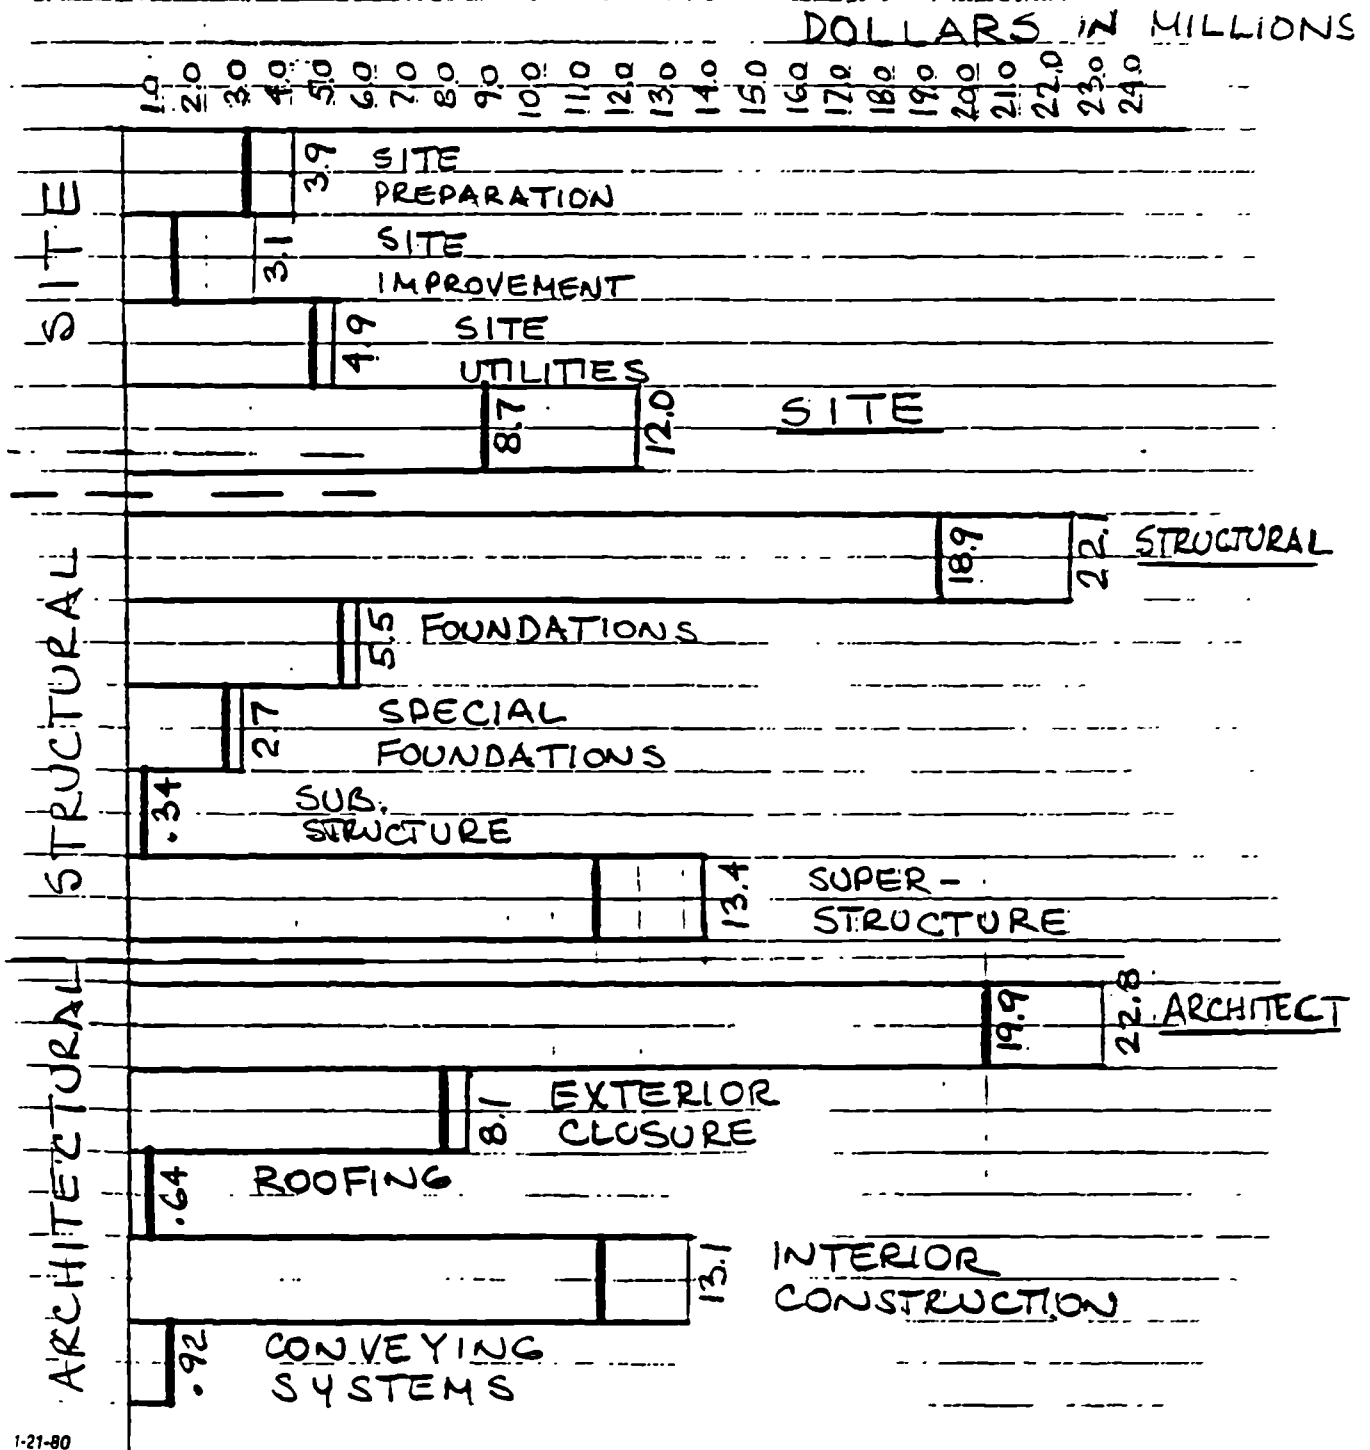 DOLLARS IN MILLIONS
1.0 2.0 3.0 4.0 5.0 6.0 7.0 8.0 9.0 10.0 11.0 12.0 13.0 14.0 15.0 16.0 17.0 18.0 19.0 20.0 21.0 22.0 23.0 24.0
SITE
3.9 SITE
PREPARATION
3.1 SITE
IMPROVEMENT
4.9 SITE
UTILITIES
8.7 12.0 SITE
STRUCTURAL
18.9 22.1 STRUCTURAL
5.5 FOUNDATIONS
2.7 SPECIAL
FOUNDATIONS
.34 SUB.
STRUCTURE
13.4 SUPER-
STRUCTURE
ARCHITECTURAL
19.9 22.8 ARCHITECT
8.1 EXTERIOR
CLOSURE
.64 ROOFING
13.1 INTERIOR
CONSTRUCTION
.92 CONVEYING
SYSTEMS
1-21-80